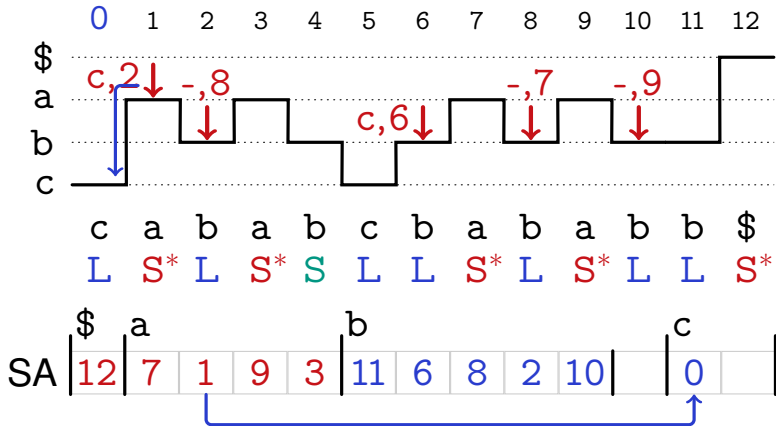 0 1 2 3 4 5 6 7 8 9 10 11 12
$
c,2 -,8 -,7 -,9
a
c,6
b
c
c a b a b c b a b a b b $
L S* L S* S L L S* L S* L L S*
$ a b c
SA 12 7 1 9 3 11 6 8 2 10 0